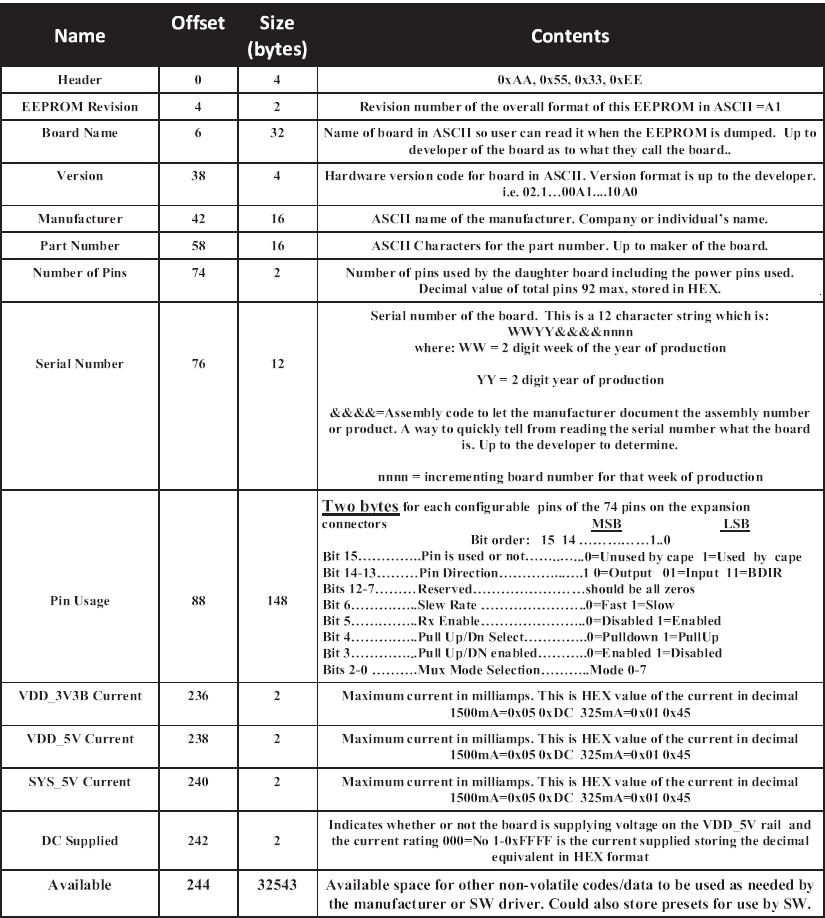 Name Offset Size (bytes) Contents
Header 0 4 0xAA, 0x55, 0x33, 0xEE
EEPROM Revision 4 2 Revision number of the overall format of this EEPROM in ASCII =A1
Board Name 6 32 Name of board in ASCII so user can read it when the EEPROM is dumped. Up to
developer of the board as to what they call the board..
Version 38 4 Hardware version code for board in ASCII. Version format is up to the developer.
i.e. 02.1…00A1....10A0
Manufacturer 42 16 ASCII name of the manufacturer. Company or individual’s name.
Part Number 58 16 ASCII Characters for the part number. Up to maker of the board.
Number of Pins 74 2 Number of pins used by the daughter board including the power pins used.
Decimal value of total pins 92 max, stored in HEX.
Serial Number 76 12 Serial number of the board. This is a 12 character string which is:
WWYY&&&&nnnn
where: WW = 2 digit week of the year of production
YY = 2 digit year of production
&&&&=Assembly code to let the manufacturer document the assembly number
or product. A way to quickly tell from reading the serial number what the board
is. Up to the developer to determine.
nnnn = incrementing board number for that week of production
Pin Usage 88 148 Two bytes for each configurable pins of the 74 pins on the expansion
connectors MSB LSB
Bit order: 15 14 ……………1..0
Bit 15………….Pin is used or not……..…..0=Unused by cape 1=Used by cape
Bit 14-13………Pin Direction…………..….1 0=Output 01=Input 11=BDIR
Bits 12-7………Reserved……………………should be all zeros
Bit 6…………..Slew Rate ………………….0=Fast 1=Slow
Bit 5…………..Rx Enable…………………..0=Disabled 1=Enabled
Bit 4…………..Pull Up/Dn Select………….0=Pulldown 1=PullUp
Bit 3…………..Pull Up/DN enabled……….0=Enabled 1=Disabled
Bits 2-0 ……….Mux Mode Selection………..Mode 0-7
VDD_3V3B Current 236 2 Maximum current in milliamps. This is HEX value of the current in decimal
1500mA=0x05 0xDC 325mA=0x01 0x45
VDD_5V Current 238 2 Maximum current in milliamps. This is HEX value of the current in decimal
1500mA=0x05 0xDC 325mA=0x01 0x45
SYS_5V Current 240 2 Maximum current in milliamps. This is HEX value of the current in decimal
1500mA=0x05 0xDC 325mA=0x01 0x45
DC Supplied 242 2 Indicates whether or not the board is supplying voltage on the VDD_5V rail and
the current rating 000=No 1-0xFFFF is the current supplied storing the decimal
equivalent in HEX format
Available 244 32543 Available space for other non-volatile codes/data to be used as needed by
the manufacturer or SW driver. Could also store presets for use by SW.